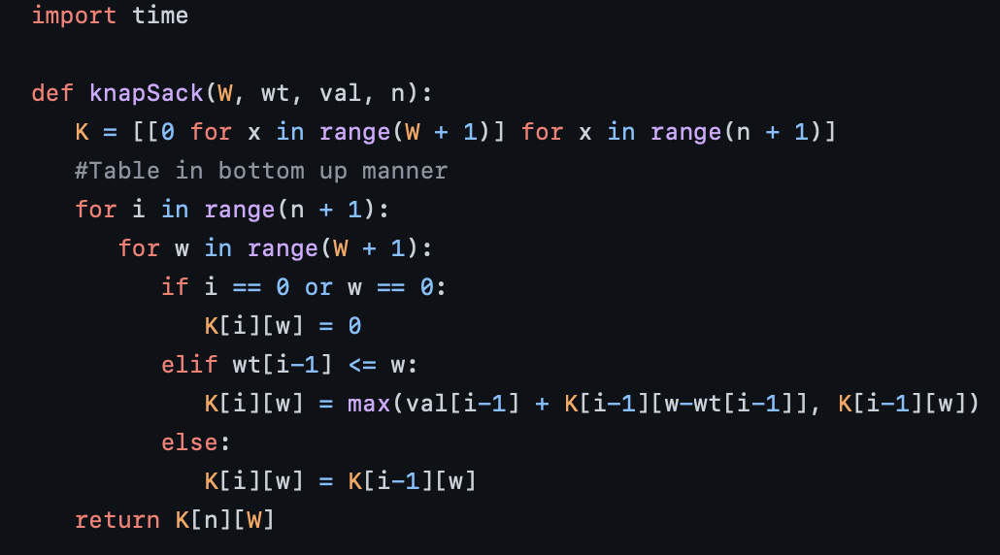 import time

def knapSack(W, wt, val, n):
   K = [[0 for x in range(W + 1)] for x in range(n + 1)]
   #Table in bottom up manner
   for i in range(n + 1):
      for w in range(W + 1):
         if i == 0 or w == 0:
            K[i][w] = 0
         elif wt[i-1] <= w:
            K[i][w] = max(val[i-1] + K[i-1][w-wt[i-1]], K[i-1][w])
         else:
            K[i][w] = K[i-1][w]
   return K[n][W]